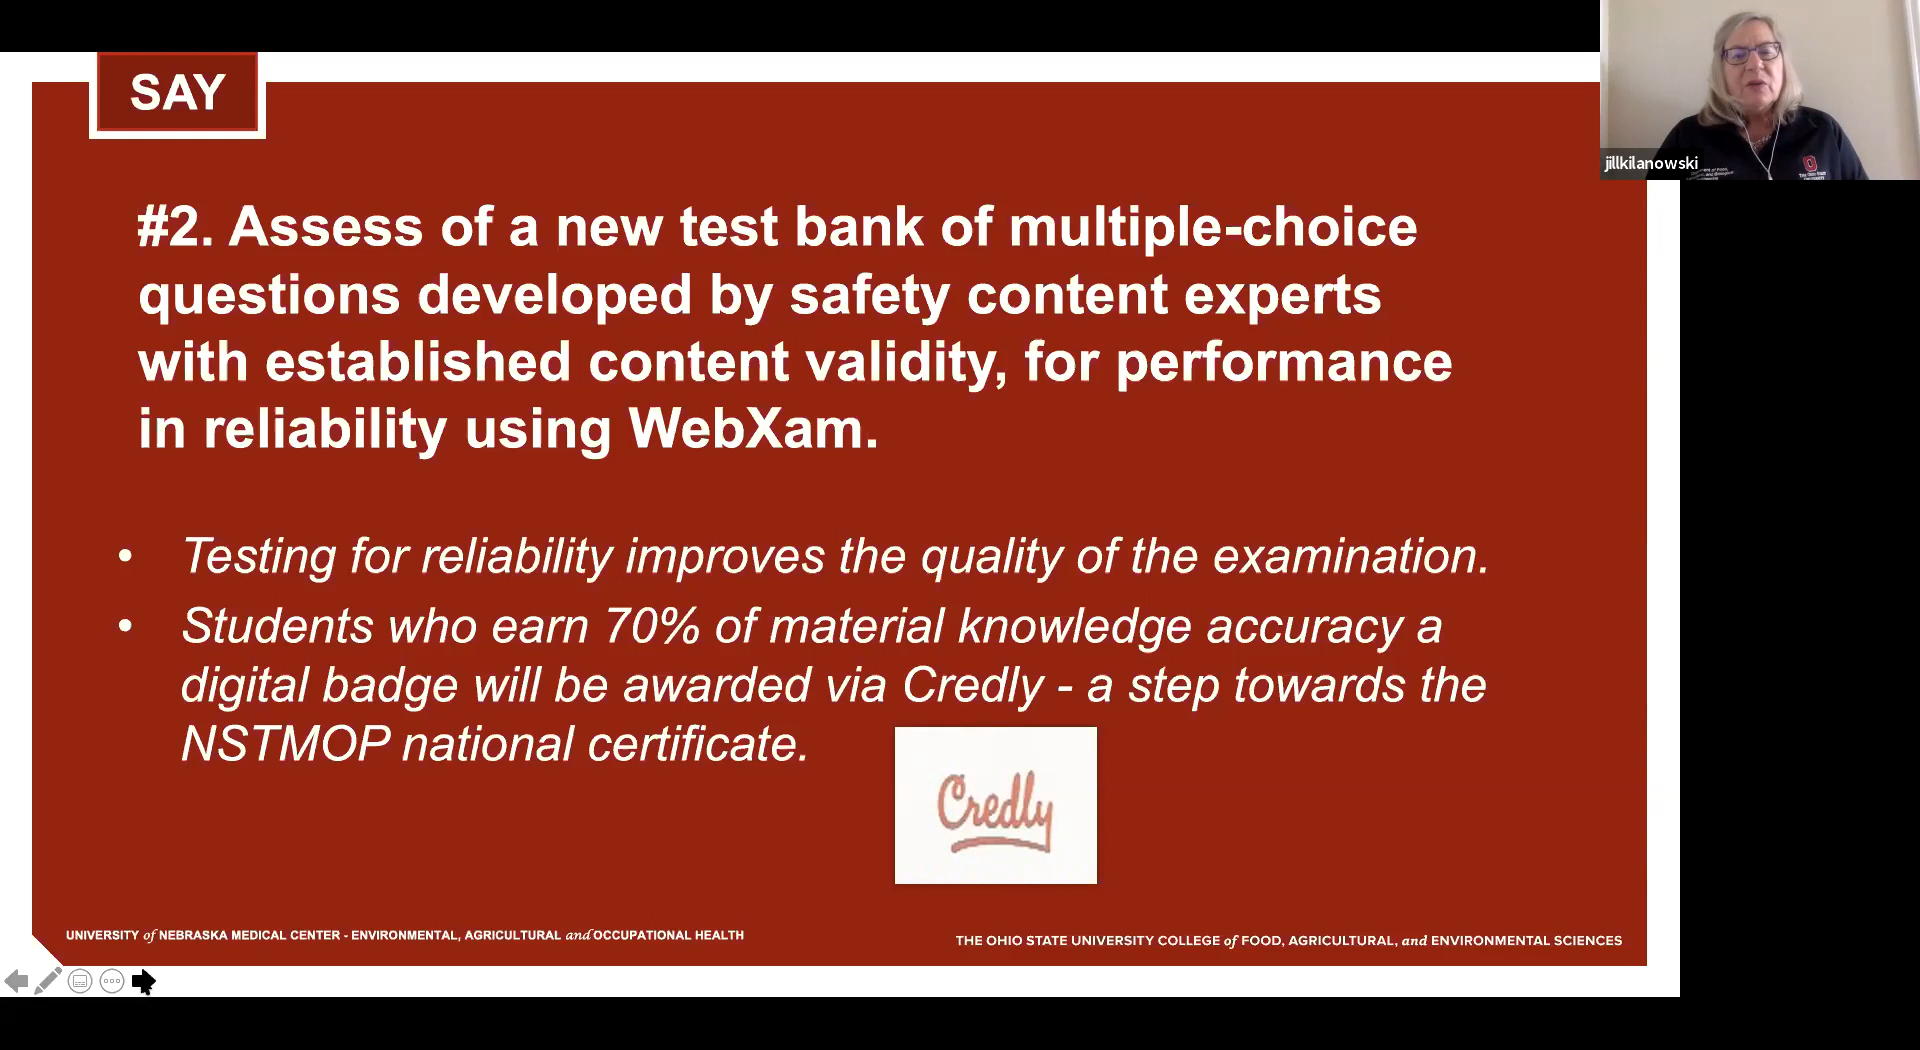 SAY
jillkilanowski
#2. Assess of a new test bank of multiple-choice
questions developed by safety content experts
with established content validity, for performance
in reliability using WebXam.
• Testing for reliability improves the quality of the examination.
• Students who earn 70% of material knowledge accuracy a
digital badge will be awarded via Credly - a step towards the
NSTMOP national certificate.
Credly
UNIVERSITY of NEBRASKA MEDICAL CENTER - ENVIRONMENTAL, AGRICULTURAL and OCCUPATIONAL HEALTH
THE OHIO STATE UNIVERSITY COLLEGE of FOOD, AGRICULTURAL, and ENVIRONMENTAL SCIENCES